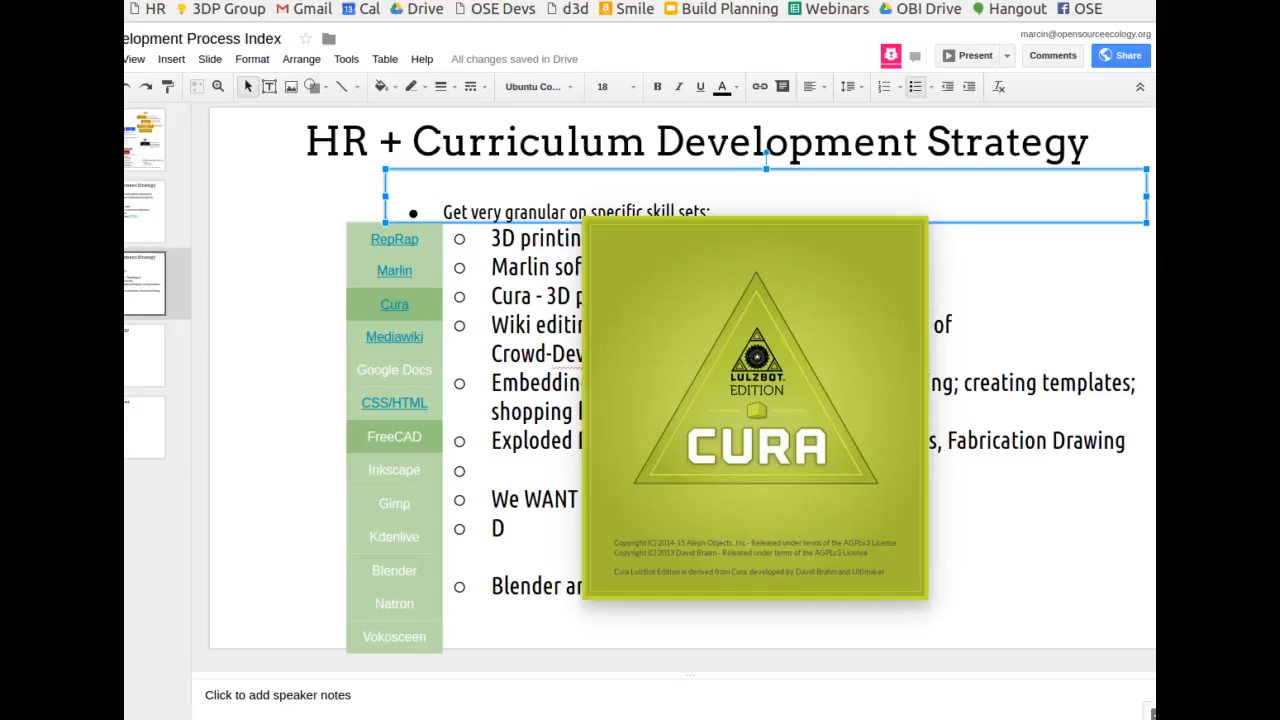 HR 3DP Group Gmail Cal Drive OSE Devs d3d Smile Build Planning Webinars OBI Drive Hangout OSE
elopment Process Index
marcin@opensourceecology.org
View Insert Slide Format Arrange Tools Table Help All changes saved in Drive
Present Comments Share
Ubuntu Co... 18 B I U A
HR + Curriculum Development Strategy
Get very granular on specific skill sets:
RepRap
Marlin
Cura
Mediawiki
Google Docs
CSS/HTML
FreeCAD
Inkscape
Gimp
Kdenlive
Blender
Natron
Vokosceen
3D printin
Marlin sof
Cura - 3D p
Wiki editin of
Crowd-Dev
Embedding ng; creating templates;
shopping l
Exploded s, Fabrication Drawing
We WANT
D
Blender an
LULZBOT
EDITION
CURA
Copyright (C) 2014-15 Aleph Objects, Inc - Released under terms of the AGPLv3 License
Copyright (C) 2013 David Braam - Released under terms of the AGPLv3 License
Cura LulzBot Edition is derived from Cura, developed by David Brahm and Ultimaker
Click to add speaker notes